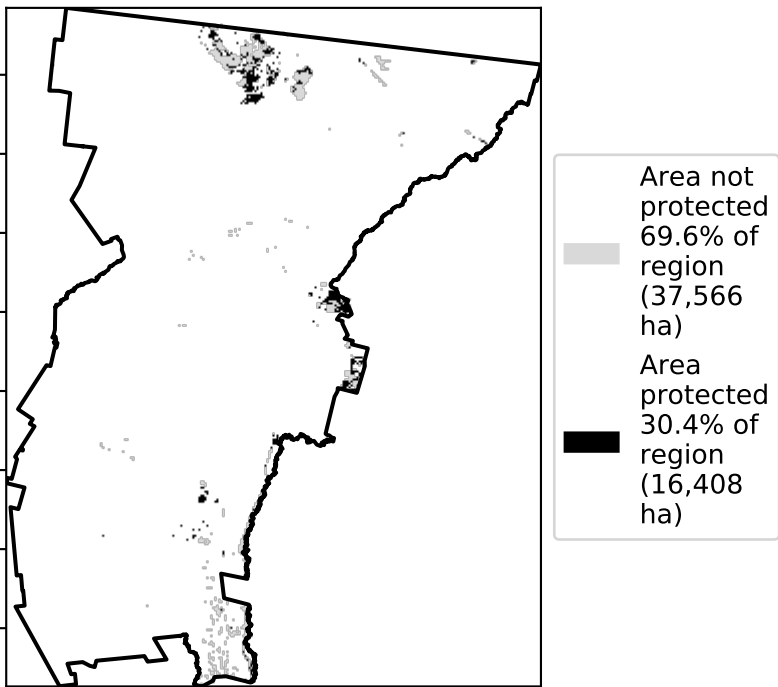 Area not
protected
69.6% of
region
(37,566
ha)
Area
protected
30.4% of
region
(16,408
ha)